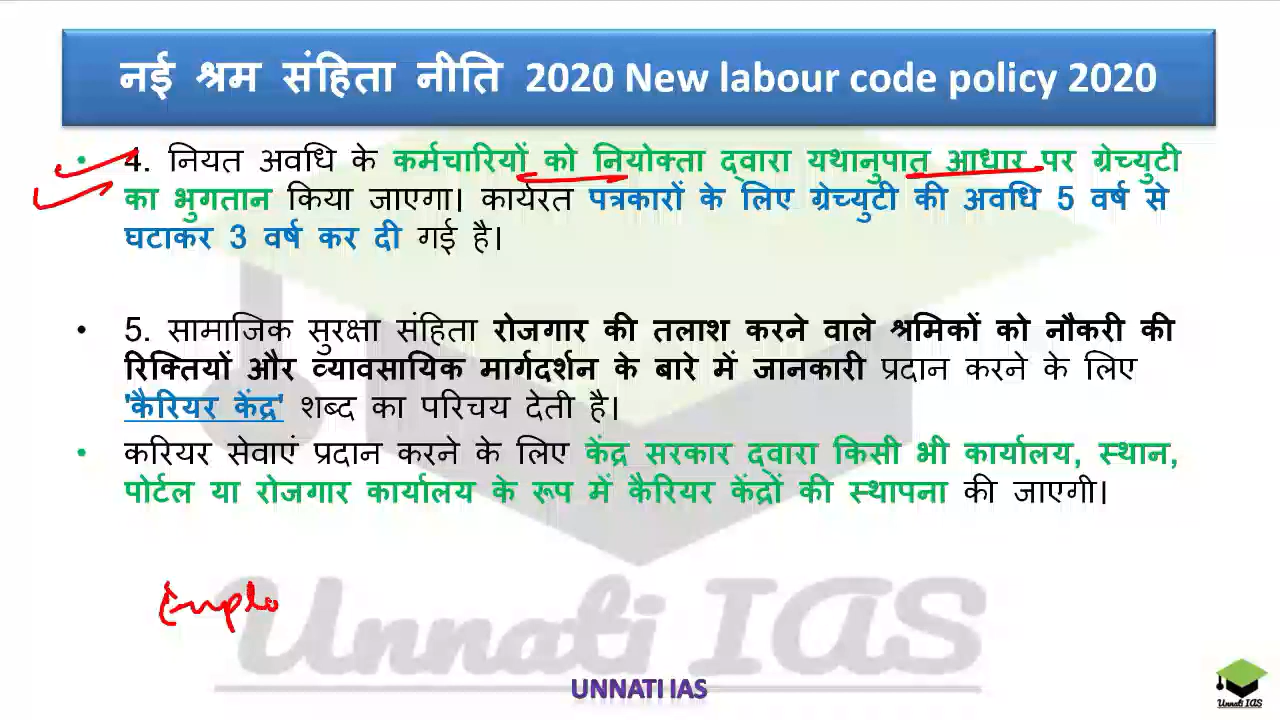 नई श्रम संहिता नीति 2020 New labour code policy 2020
• 4. नियत अवधि के कर्मचारियों को नियोक्ता द्वारा यथानुपात आधार पर ग्रेच्युटी
का भुगतान किया जाएगा। कार्यरत पत्रकारों के लिए ग्रेच्युटी की अवधि 5 वर्ष से
घटाकर 3 वर्ष कर दी गई है।
• 5. सामाजिक सुरक्षा संहिता रोजगार की तलाश करने वाले श्रमिकों को नौकरी की
रिक्तियों और व्यावसायिक मार्गदर्शन के बारे में जानकारी प्रदान करने के लिए
'कैरियर केंद्र' शब्द का परिचय देती है।
• करियर सेवाएं प्रदान करने के लिए केंद्र सरकार द्वारा किसी भी कार्यालय, स्थान,
पोर्टल या रोजगार कार्यालय के रूप में कैरियर केंद्रों की स्थापना की जाएगी।
Emplo
Unnati IAS
UNNATI IAS
Unnati IAS